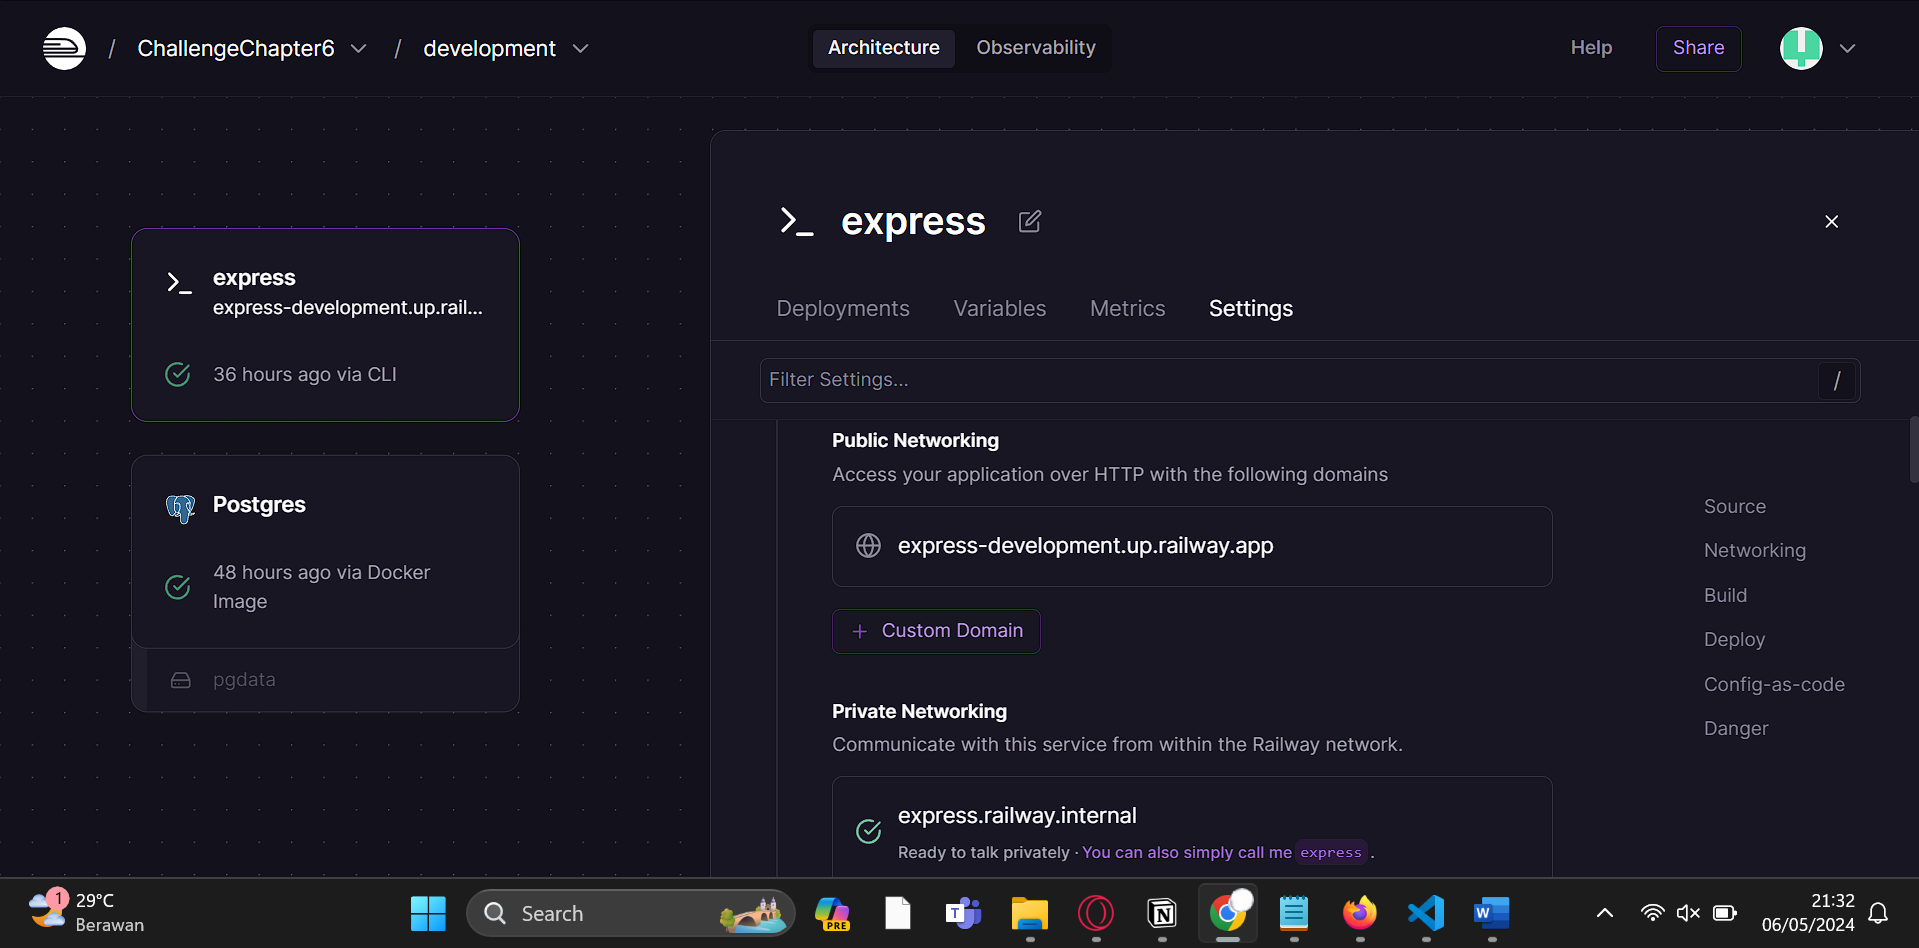 / ChallengeChapter6 / development
Architecture Observability
Help Share
express
express-development.up.rail...
36 hours ago via CLI
Postgres
48 hours ago via Docker
Image
pgdata
express
Deployments Variables Metrics Settings
Filter Settings... /
Public Networking
Access your application over HTTP with the following domains
express-development.up.railway.app
+ Custom Domain
Private Networking
Communicate with this service from within the Railway network.
express.railway.internal
Ready to talk privately · You can also simply call me express .
Source
Networking
Build
Deploy
Config-as-code
Danger
1
29°C
Berawan
Search
PRE
T
N
W
21:32
06/05/2024